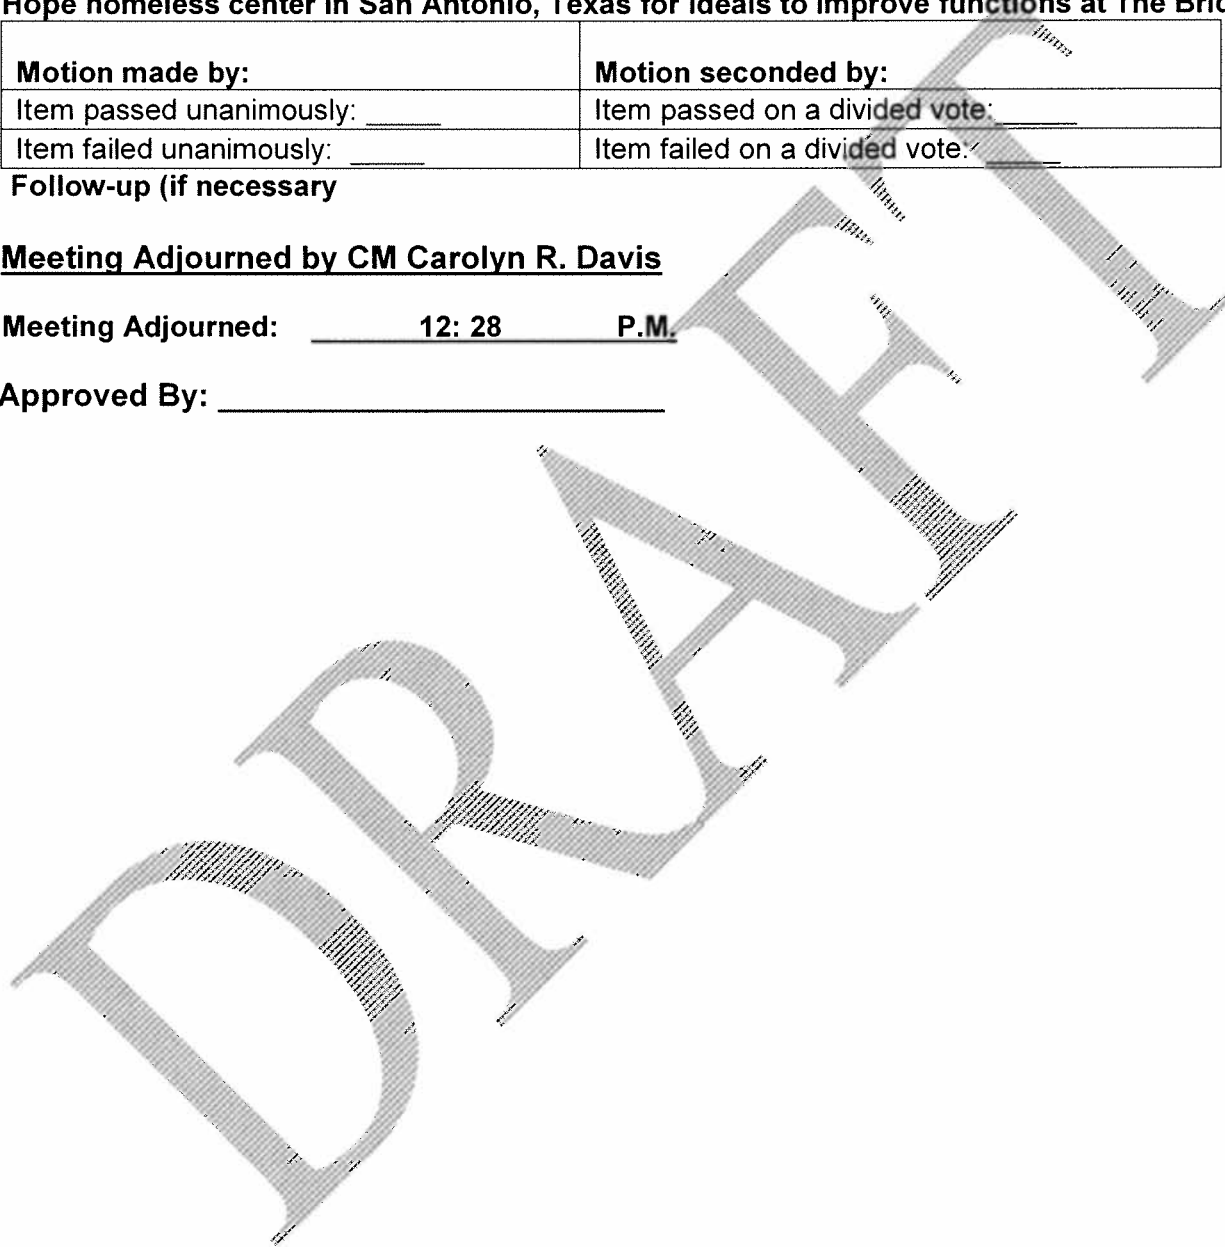 Hope homeless center in San Antonio, Texas for ideals to improve functions at The
Motion made by: Motion seconded by:
Item passed unanimously: _____ Item passed on a divided vote:_____
Item failed unanimously: _____ Item failed on a divided vote: _____
Follow-up (if necessary
Meeting Adjourned by CM Carolyn R. Davis
Meeting Adjourned: 12: 28 P.M.
Approved By: _____
DRAFT